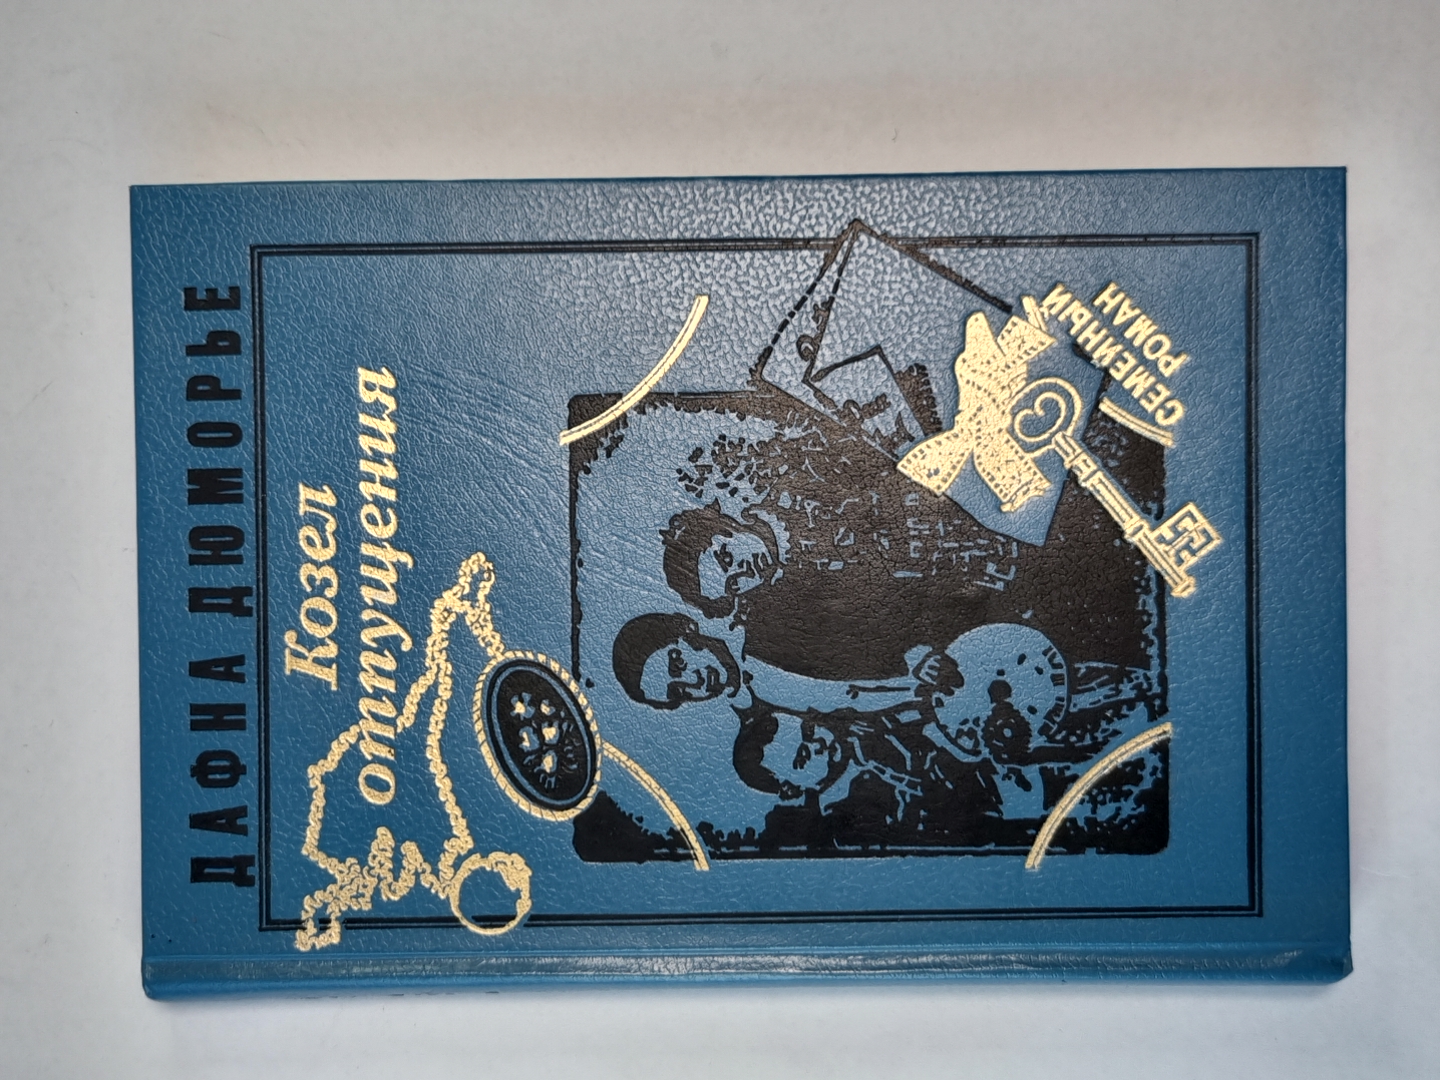 ДАФНА ДЮМОРЬЕ
Козел
отпущения
СЕМЕЙНЫЙ
РОМАН